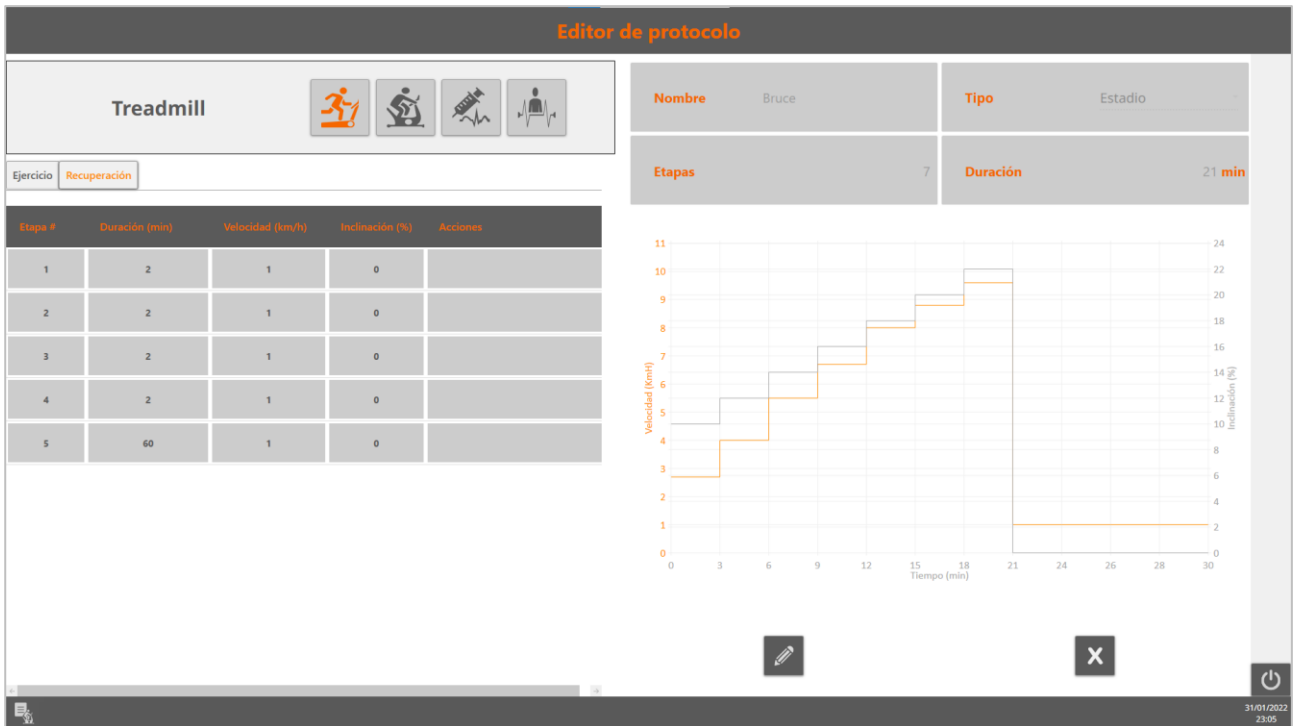 Editor de protocolo
Treadmill
Nombre Bruce
Tipo Estadio
Etapas 7
Duración 21 min
Ejercicio Recuperación
Etapa # Duración (min) Velocidad (km/h) Inclinación (%) Acciones
1 2 1 0
2 2 1 0
3 2 1 0
4 2 1 0
5 60 1 0
Velocidad (KmH)
11
10
9
8
7
6
5
4
3
2
1
0
24
22
20
18
16
14
12
10
8
6
4
2
0
Inclinación (%)
0 3 6 9 12 15 18 21 24 26 28 30
Tiempo (min)
X
31/01/2022
23:05